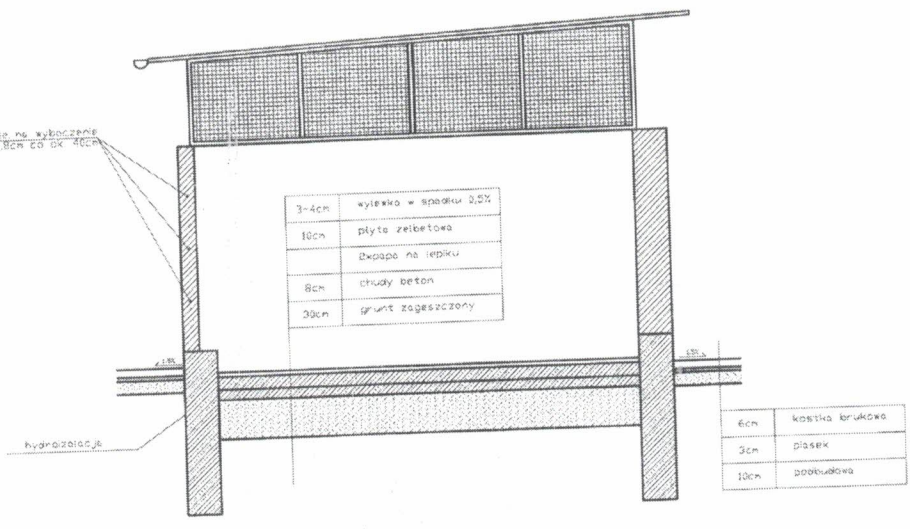 na wyboczenie
8cm co ok. 40cm
3-4cm wylewka w spadku 0,5%
10cm płyta żelbetowa
2xpapa na lepiku
8cm chudy beton
30cm grunt zagęszczony
hydroizolacja
6cm kostka brukowa
3cm piasek
10cm podbudowa